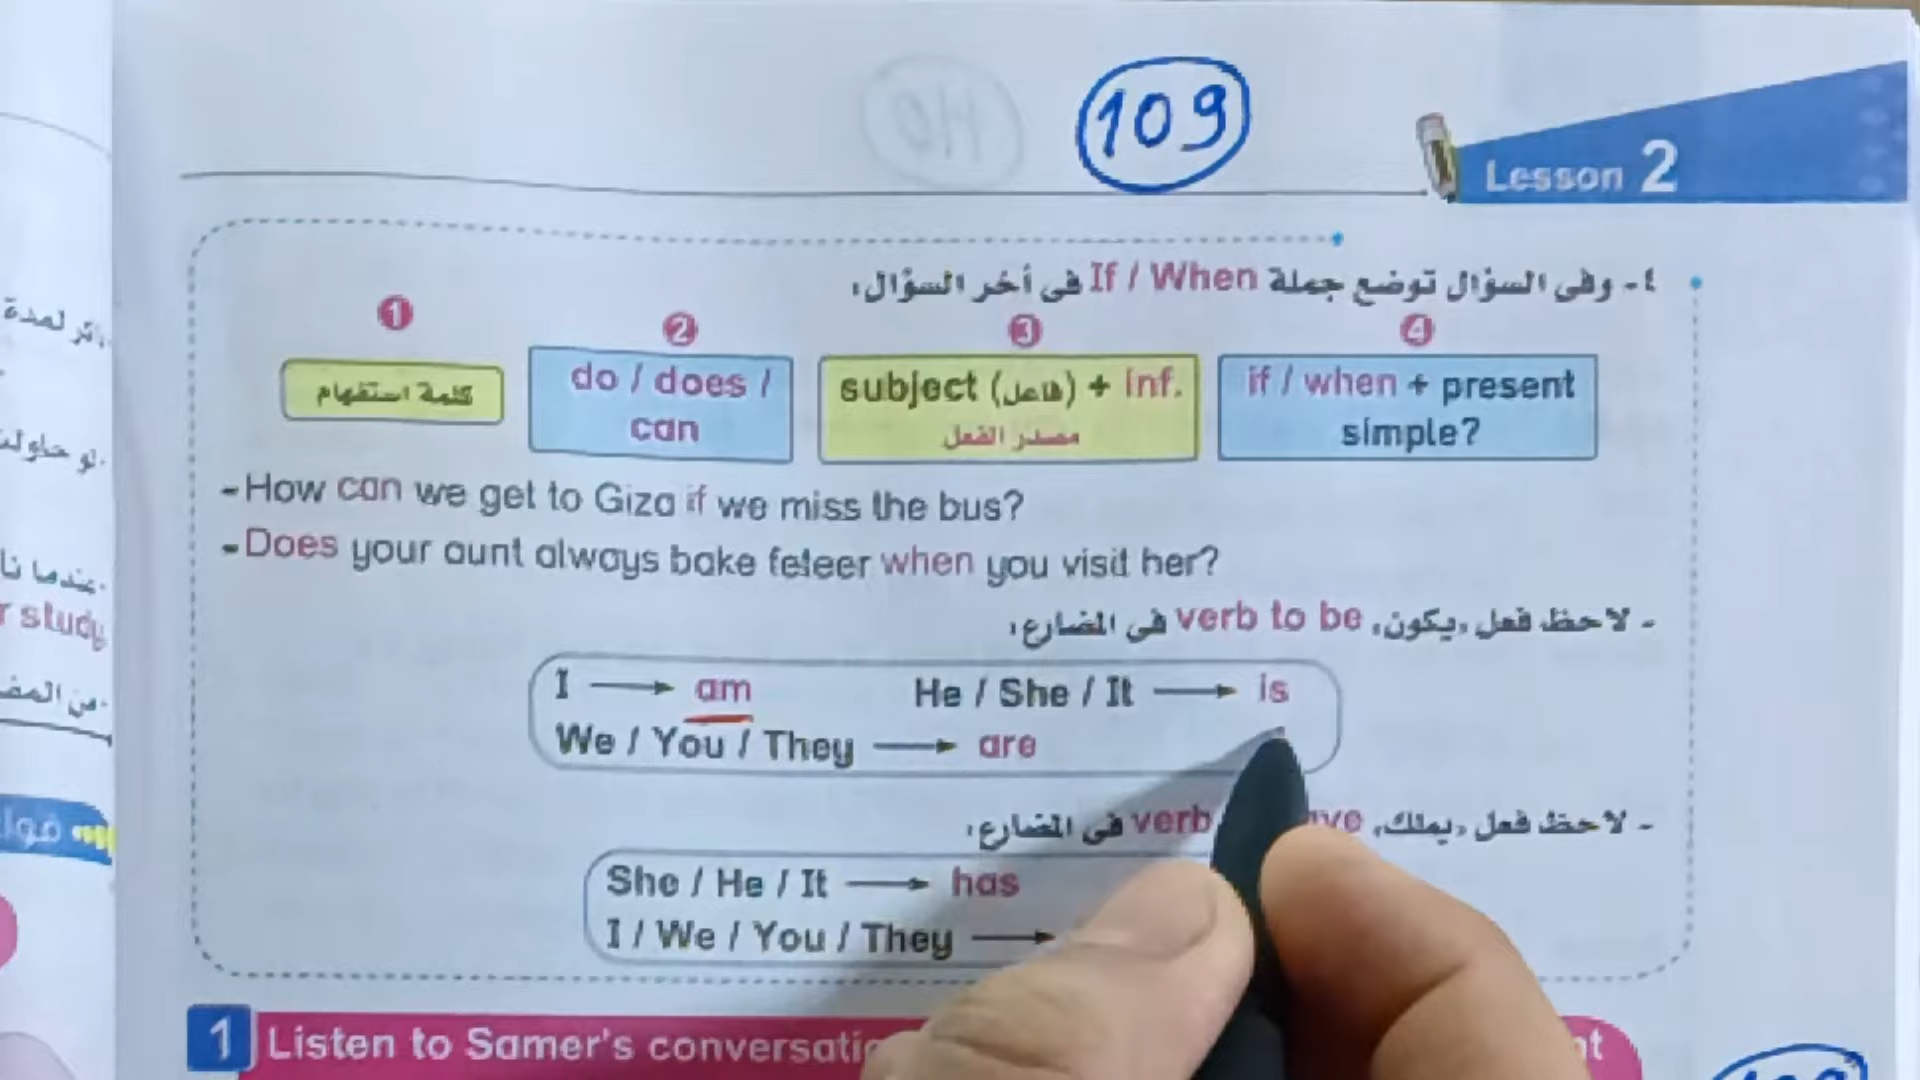 109
Lesson 2
٤- وفى السؤال توضع جملة If / When فى أخر السؤال:
1 2 3 4
كلمة استفهام
do / does / can
subject (فاعل) + inf.
مصدر الفعل
if / when + present simple?
- How can we get to Giza if we miss the bus?
- Does your aunt always bake feteer when you visit her?
- لاحظ فعل «يكون» verb to be فى المضارع:
I → am He / She / It → is
We / You / They → are
- لاحظ فعل «يملك» verb فى المضارع:
She / He / It → has
I / We / You / They →
1 Listen to Samer's
study